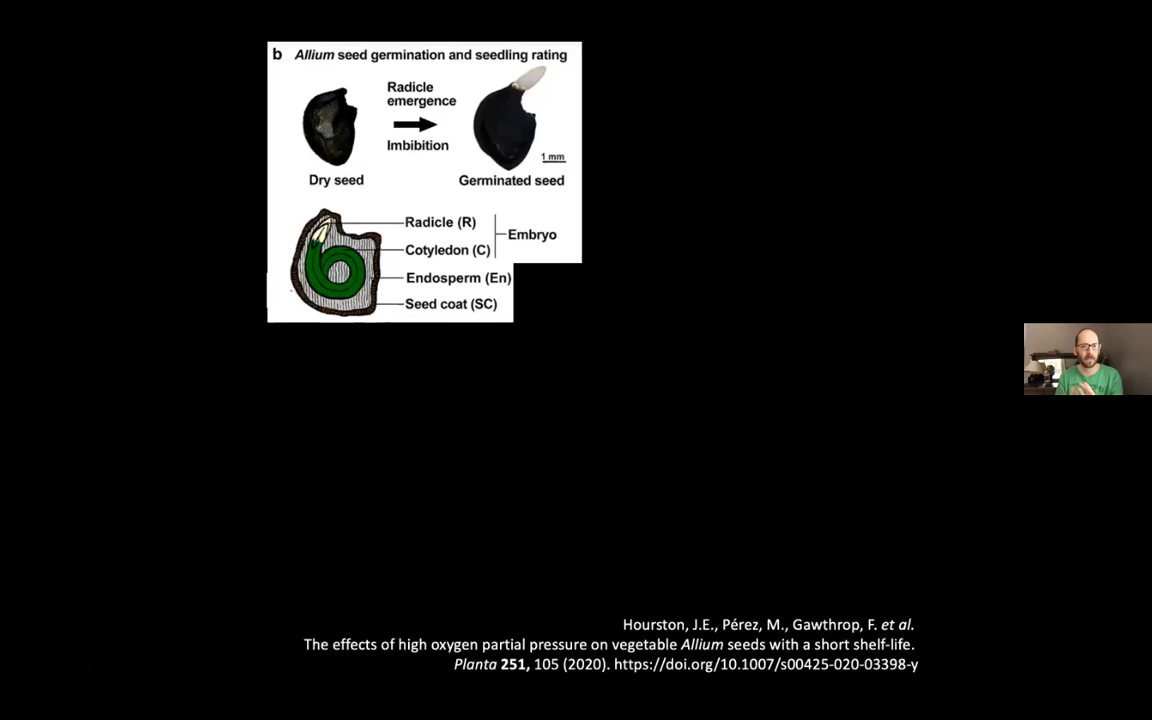 b Allium seed germination and seedling rating
Radicle
emergence
Imbibition
1 mm
Dry seed
Germinated seed
Radicle (R)
Cotyledon (C)
Embryo
Endosperm (En)
Seed coat (SC)
Hourston, J.E., Pérez, M., Gawthrop, F. et al.
The effects of high oxygen partial pressure on vegetable Allium seeds with a short shelf-life.
Planta 251, 105 (2020). https://doi.org/10.1007/s00425-020-03398-y